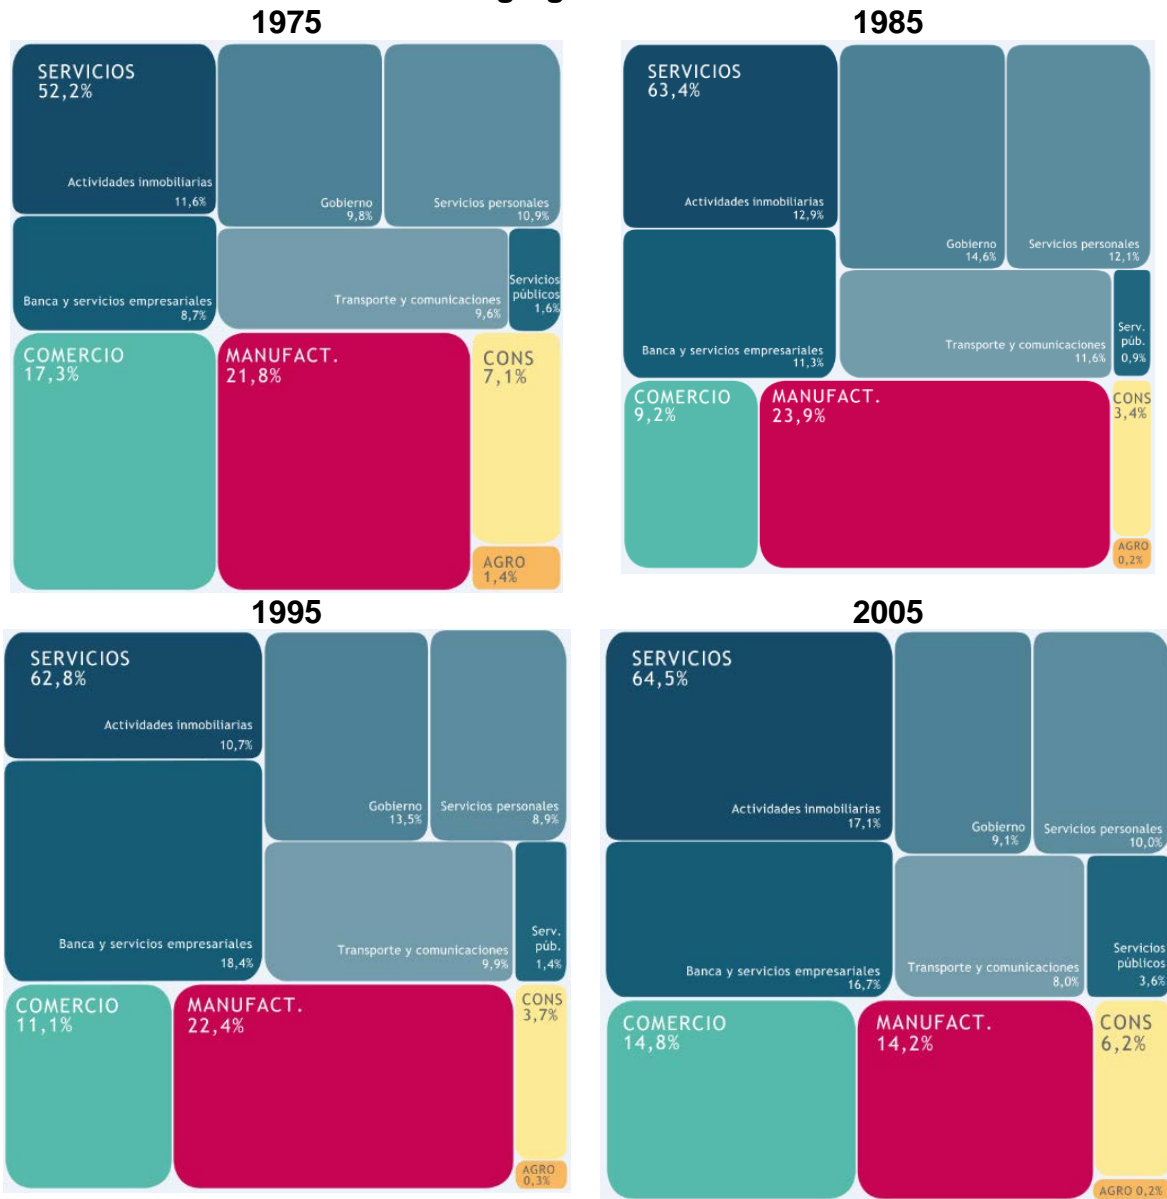 1975
SERVICIOS
52,2%
Actividades inmobiliarias
11,6%
Gobierno
9,8%
Servicios personales
10,9%
Banca y servicios empresariales
8,7%
Transporte y comunicaciones
9,6%
Servicios
públicos
1,6%
COMERCIO
17,3%
MANUFACT.
21,8%
CONS
7,1%
AGRO
1,4%
1985
SERVICIOS
63,4%
Actividades inmobiliarias
12,9%
Gobierno
14,6%
Servicios personales
12,1%
Banca y servicios empresariales
11,3%
Transporte y comunicaciones
11,6%
Serv.
púb.
0,9%
COMERCIO
9,2%
MANUFACT.
23,9%
CONS
3,4%
AGRO
0,2%
1995
SERVICIOS
62,8%
Actividades inmobiliarias
10,7%
Gobierno
13,5%
Servicios personales
8,9%
Banca y servicios empresariales
18,4%
Transporte y comunicaciones
9,9%
Serv.
púb.
1,4%
COMERCIO
11,1%
MANUFACT.
22,4%
CONS
3,7%
AGRO
0,3%
2005
SERVICIOS
64,5%
Actividades inmobiliarias
17,1%
Gobierno
9,1%
Servicios personales
10,0%
Banca y servicios empresariales
16,7%
Transporte y comunicaciones
8,0%
Servicios
públicos
3,6%
COMERCIO
14,8%
MANUFACT.
14,2%
CONS
6,2%
AGRO 0,2%